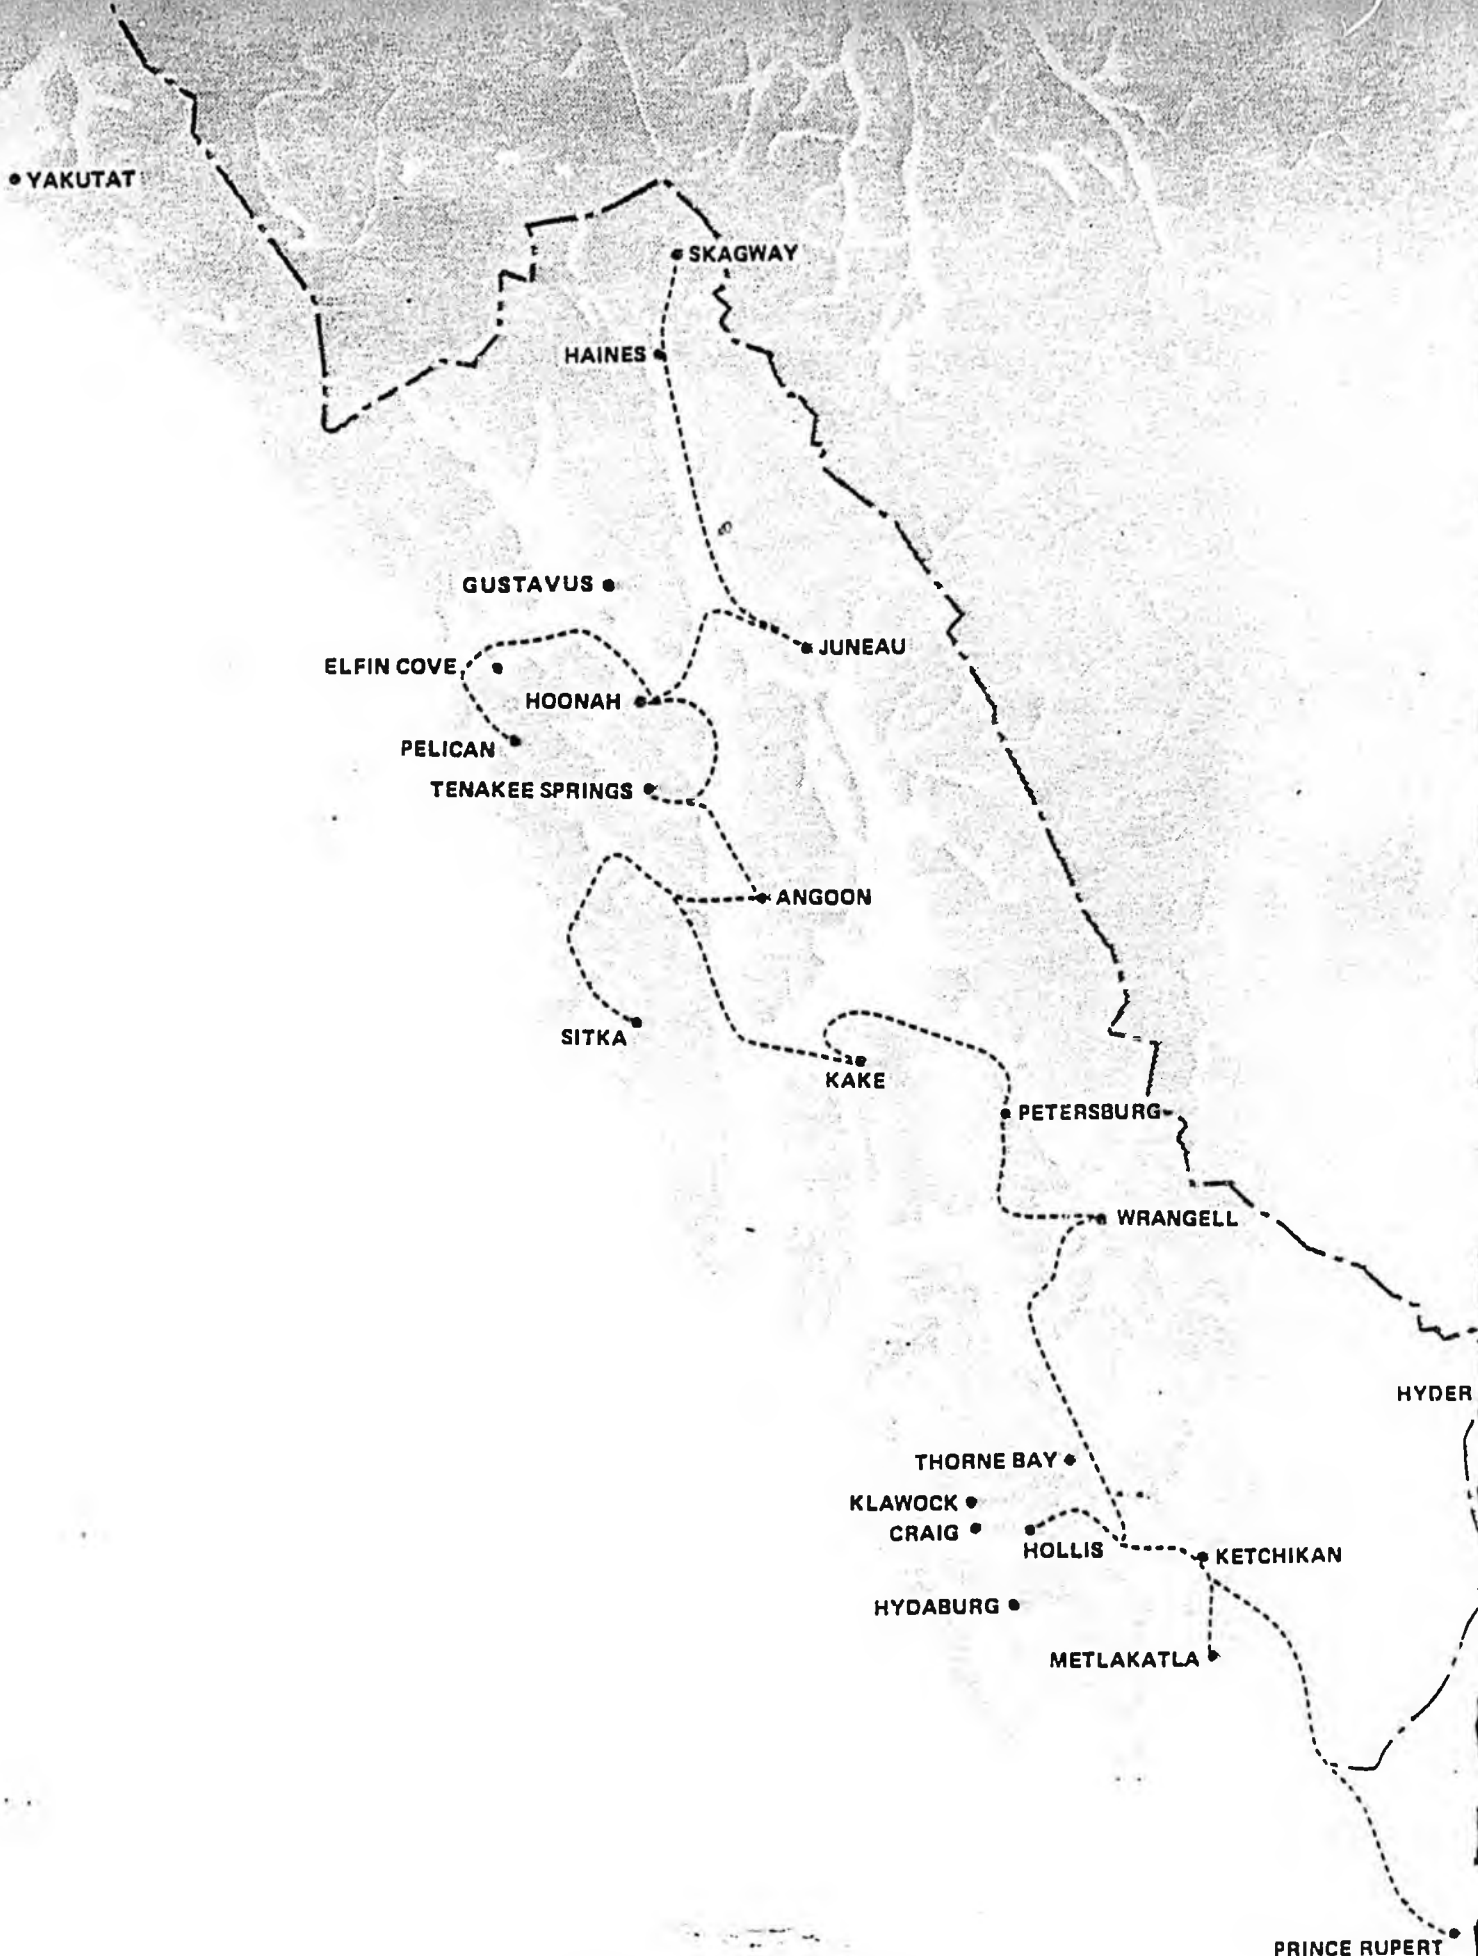 YAKUTAT
SKAGWAY
HAINES
GUSTAVUS
JUNEAU
ELFIN COVE
HOONAH
PELICAN
TENAKEE SPRINGS
ANGOON
SITKA
KAKE
PETERSBURG
WRANGELL
HYDER
THORNE BAY
KLAWOCK
CRAIG
HOLLIS
KETCHIKAN
HYDABURG
METLAKATLA
PRINCE RUPERT